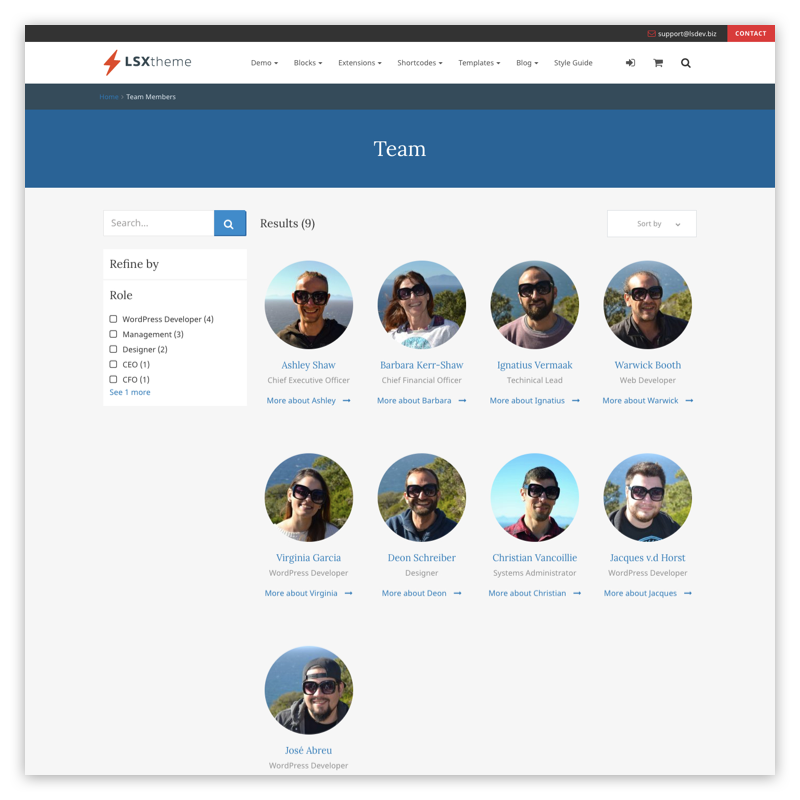 support@lsdev.biz CONTACT
LSXtheme Demo Blocks Extensions Shortcodes Templates Blog Style Guide
Home › Team Members
Team
Search... Results (9) Sort by
Refine by
Role
WordPress Developer (4)
Management (3)
Designer (2)
CEO (1)
CFO (1)
See 1 more
Ashley Shaw Barbara Kerr-Shaw Ignatius Vermaak Warwick Booth
Chief Executive Officer Chief Financial Officer Techinical Lead Web Developer
More about Ashley → More about Barbara → More about Ignatius → More about Warwick →
Virginia Garcia Deon Schreiber Christian Vancoillie Jacques v.d Horst
WordPress Developer Designer Systems Administrator WordPress Developer
More about Virginia → More about Deon → More about Christian → More about Jacques →
José Abreu
WordPress Developer